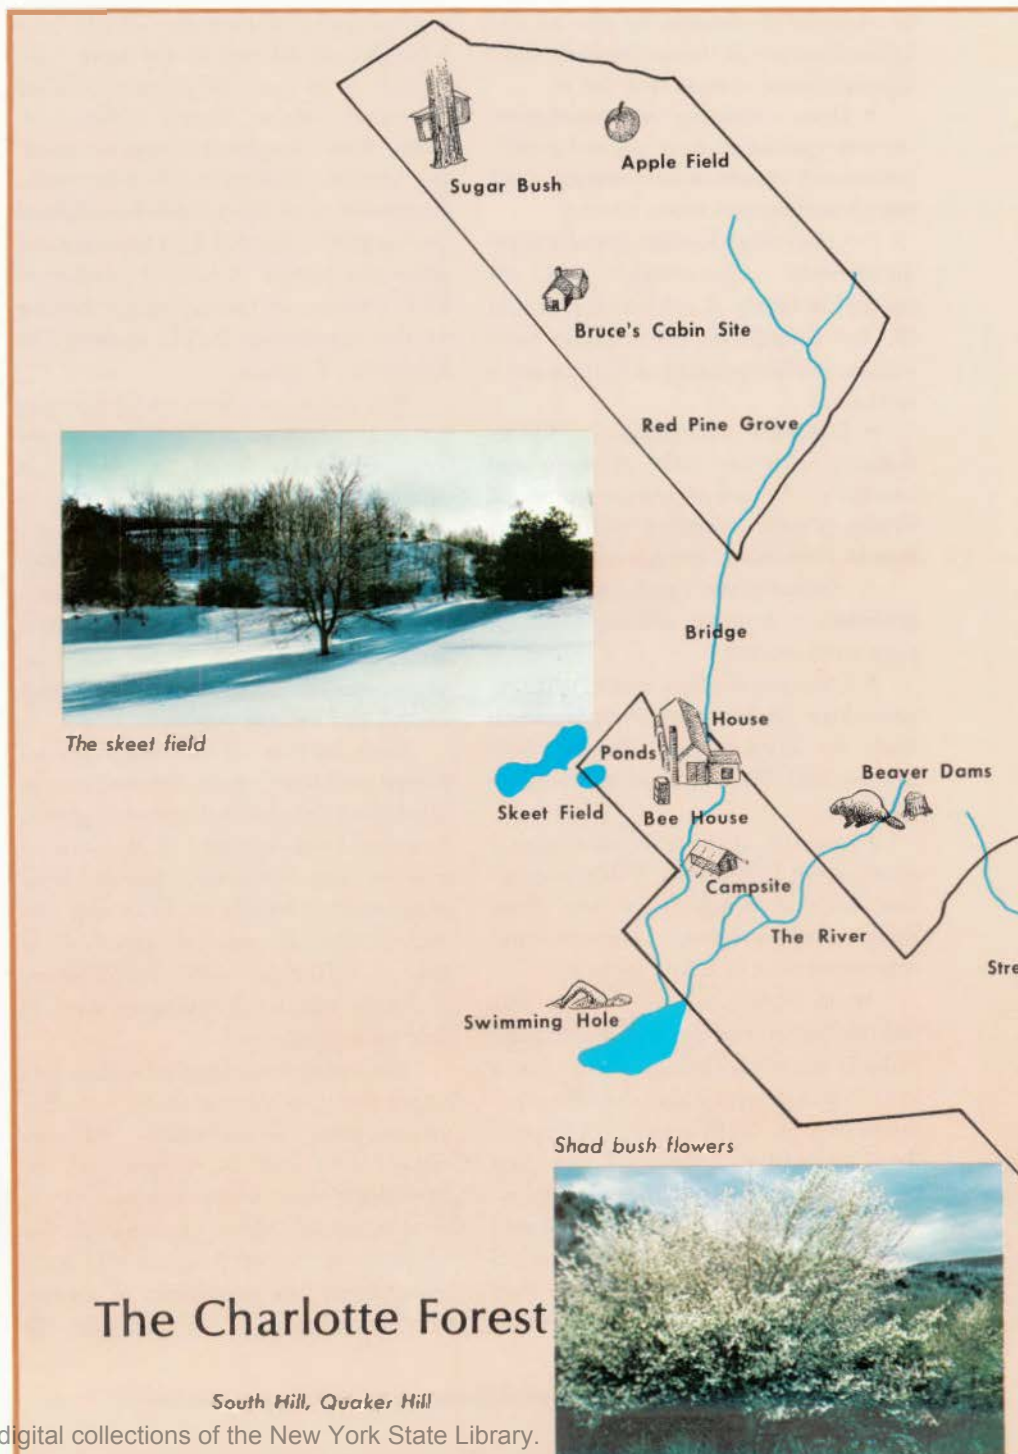 Sugar Bush
Apple Field
Bruce's Cabin Site
Red Pine Grove
Bridge
House
Ponds
Beaver Dams
The skeet field
Skeet Field
Bee House
Campsite
The River
Stre
Swimming Hole
Shad bush flowers
The Charlotte Forest
South Hill, Quaker Hill
digital collections of the New York State Library.